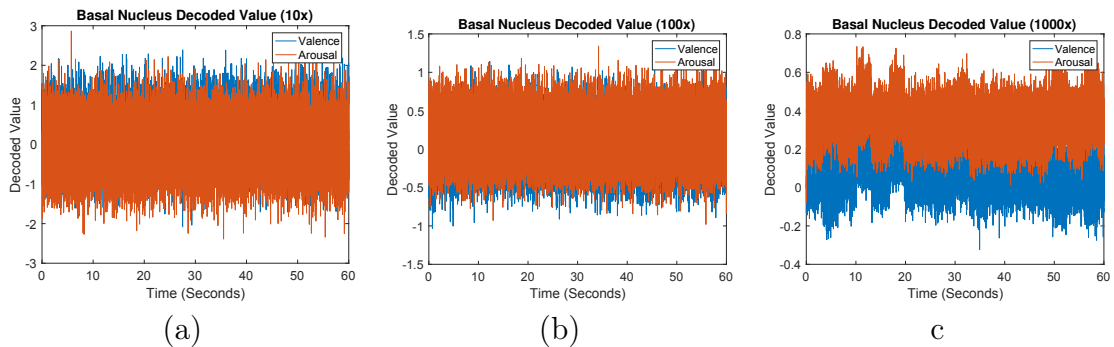 Basal Nucleus Decoded Value (10x)
3
2
1
0
-1
-2
-3
Decoded Value
Valence
Arousal
0 10 20 30 40 50 60
Time (Seconds)
(a)
Basal Nucleus Decoded Value (100x)
1.5
1
0.5
0
-0.5
-1
-1.5
Decoded Value
Valence
Arousal
0 10 20 30 40 50 60
Time (Seconds)
(b)
Basal Nucleus Decoded Value (1000x)
0.8
0.6
0.4
0.2
0
-0.2
-0.4
Decoded Value
Valence
Arousal
0 10 20 30 40 50 60
Time (Seconds)
c